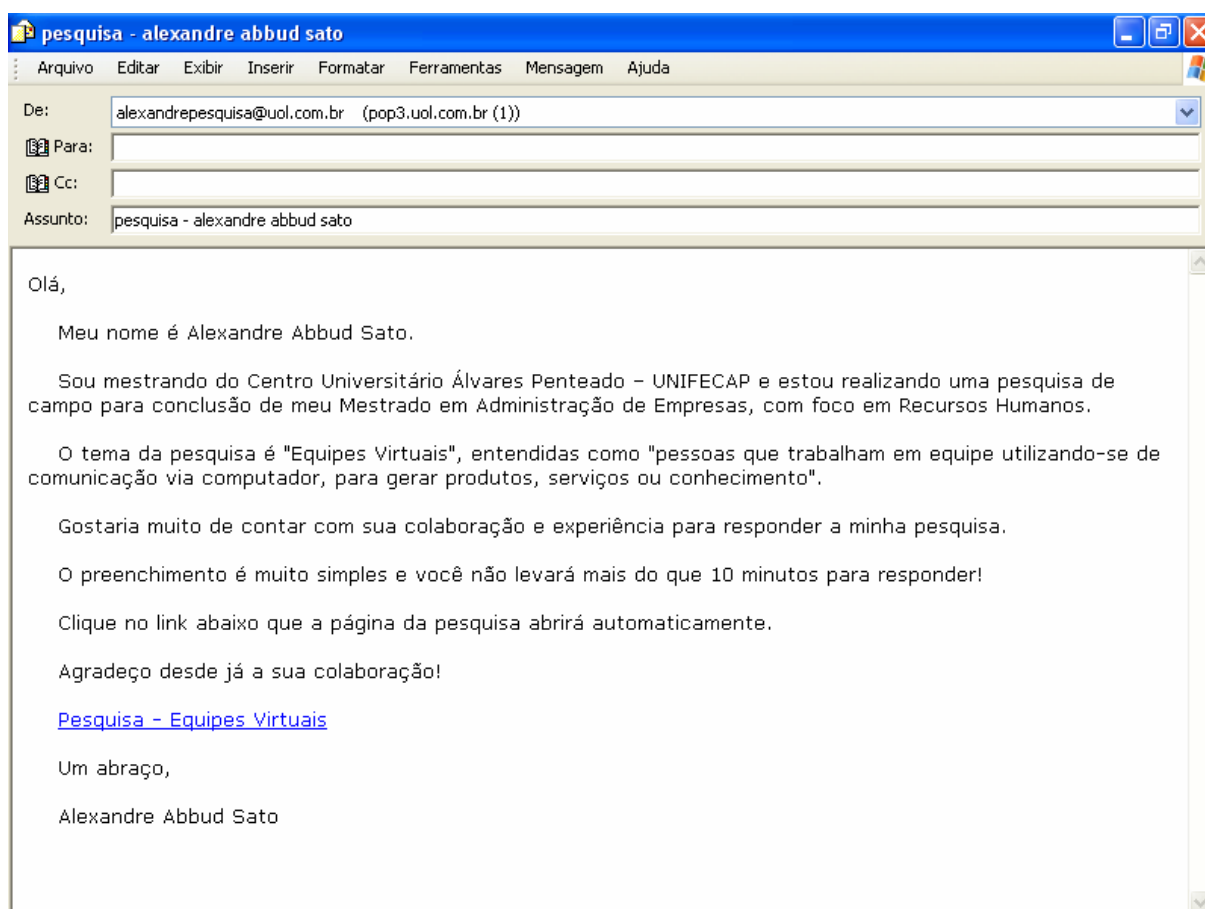 pesquisa - alexandre abbud sato
Arquivo Editar Exibir Inserir Formatar Ferramentas Mensagem Ajuda
De: alexandrepesquisa@uol.com.br (pop3.uol.com.br (1))
Para:
Cc:
Assunto: pesquisa - alexandre abbud sato
Olá,
Meu nome é Alexandre Abbud Sato.
Sou mestrando do Centro Universitário Álvares Penteado – UNIFECAP e estou realizando uma pesquisa de
campo para conclusão de meu Mestrado em Administração de Empresas, com foco em Recursos Humanos.
O tema da pesquisa é "Equipes Virtuais", entendidas como "pessoas que trabalham em equipe utilizando-se de
comunicação via computador, para gerar produtos, serviços ou conhecimento".
Gostaria muito de contar com sua colaboração e experiência para responder a minha pesquisa.
O preenchimento é muito simples e você não levará mais do que 10 minutos para responder!
Clique no link abaixo que a página da pesquisa abrirá automaticamente.
Agradeço desde já a sua colaboração!
Pesquisa – Equipes Virtuais
Um abraço,
Alexandre Abbud Sato